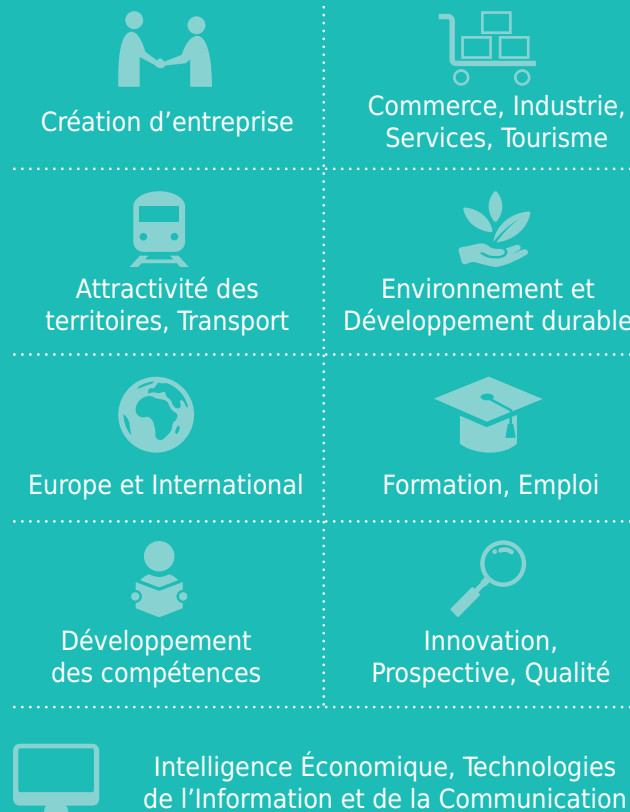 Création d’entreprise
Commerce, Industrie,
Services, Tourisme
Attractivité des
territoires, Transport
Environnement et
Développement durable
Europe et International
Formation, Emploi
Développement
des compétences
Innovation,
Prospective, Qualité
Intelligence Économique, Technologies
de l’Information et de la Communication